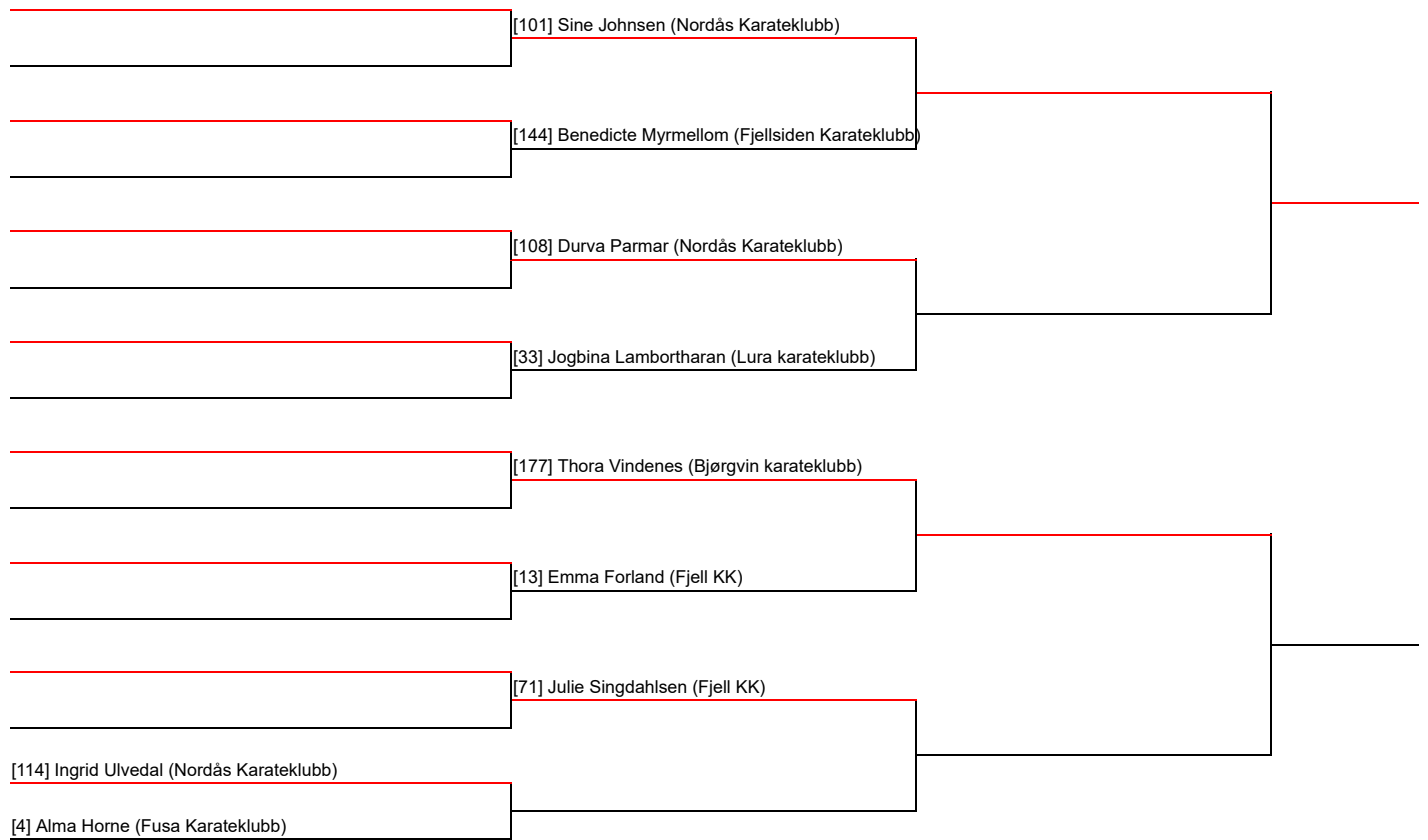 [101] Sine Johnsen (Nordås Karateklubb)
[144] Benedicte Myrmellom (Fjellsiden Karateklubb)
[108] Durva Parmar (Nordås Karateklubb)
[33] Jogbina Lambortharan (Lura karateklubb)
[177] Thora Vindenes (Bjørgvin karateklubb)
[13] Emma Forland (Fjell KK)
[71] Julie Singdahlsen (Fjell KK)
[114] Ingrid Ulvedal (Nordås Karateklubb)
[4] Alma Horne (Fusa Karateklubb)